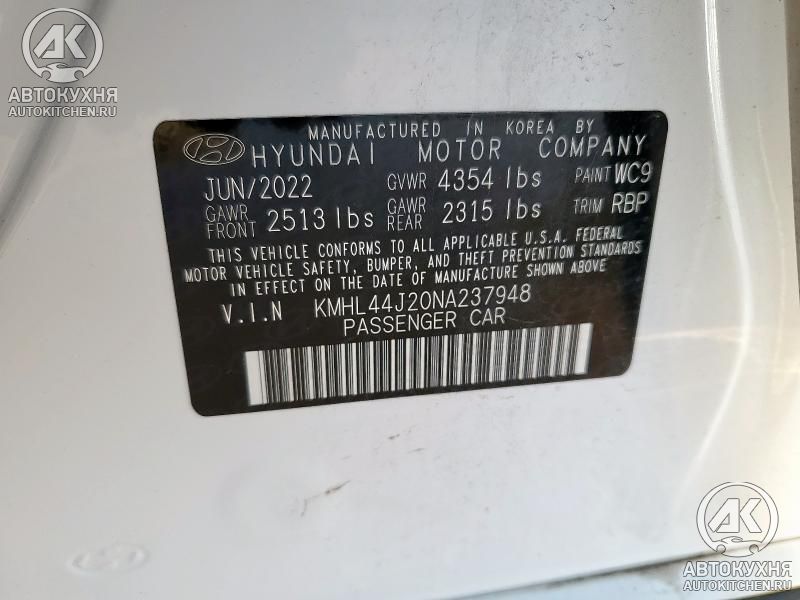 AK
АВТОКУХНЯ
AUTOKITCHEN.RU
MANUFACTURED IN KOREA BY
HYUNDAI MOTOR COMPANY
JUN/2022 GVWR 4354 lbs PAINT WC9
GAWR FRONT 2513 lbs GAWR REAR 2315 lbs TRIM RBP
THIS VEHICLE CONFORMS TO ALL APPLICABLE U.S.A. FEDERAL
MOTOR VEHICLE SAFETY, BUMPER, AND THEFT PREVENTION STANDARDS
IN EFFECT ON THE DATE OF MANUFACTURE SHOWN ABOVE
V.I.N KMHL44J20NA237948
PASSENGER CAR
AK
АВТОКУХНЯ
AUTOKITCHEN.RU